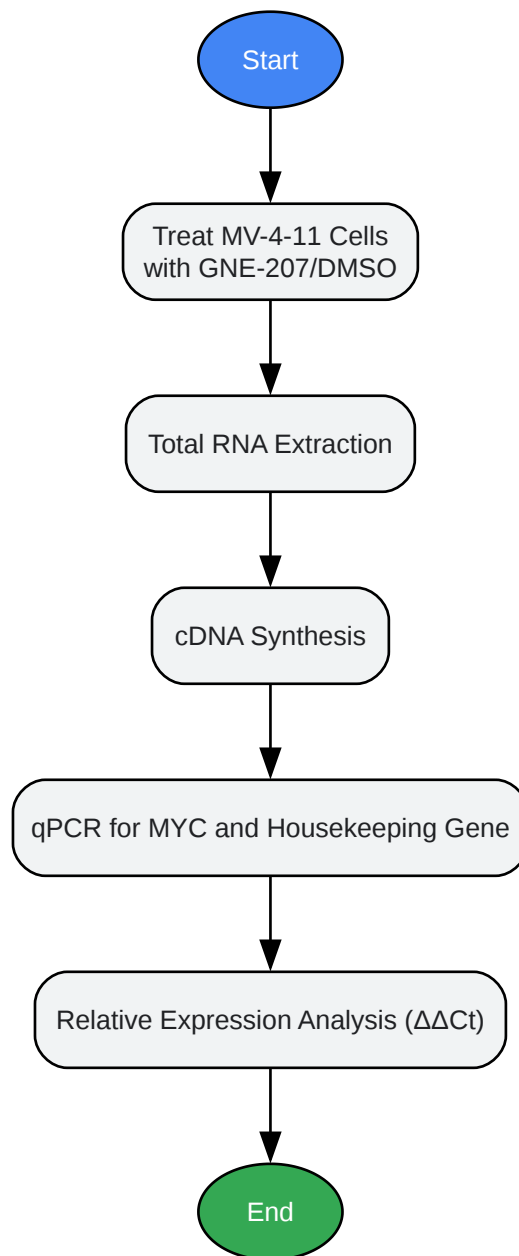 Start
Treat MV-4-11 Cells
with GNE-207/DMSO
Total RNA Extraction
cDNA Synthesis
qPCR for MYC and Housekeeping Gene
Relative Expression Analysis (ΔΔCt)
End